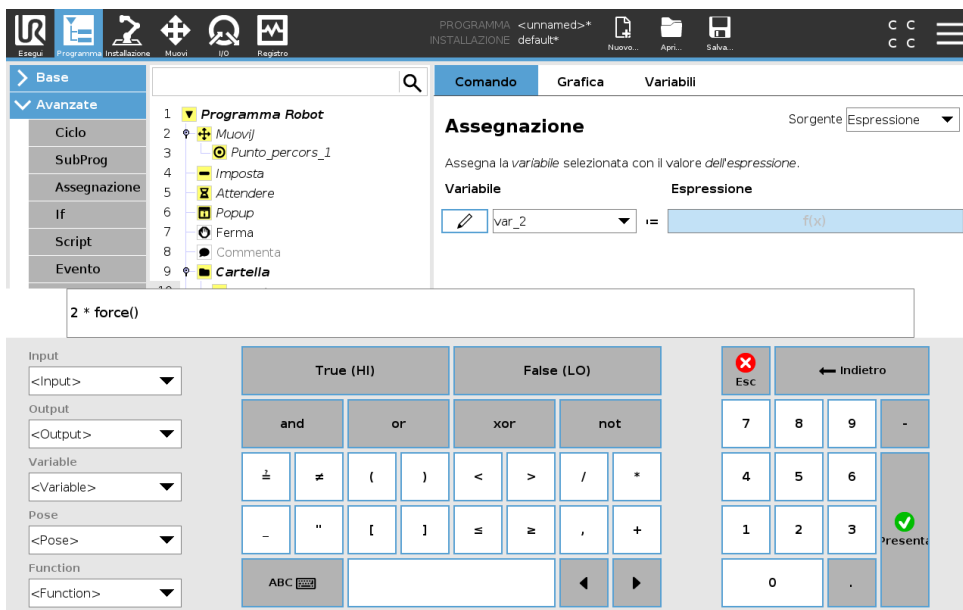 PROGRAMMA <unnamed>*
INSTALLAZIONE default*
Esegui Programma Installazione Muovi I/O Registro
Nuovo... Apri... Salva...
C C
C C
Base
Avanzate
Ciclo
SubProg
Assegnazione
If
Script
Evento
1 Programma Robot
2 MuoviJ
3 Punto_percors_1
4 Imposta
5 Attendere
6 Popup
7 Ferma
8 Commenta
9 Cartella
Comando Grafica Variabili
Assegnazione
Sorgente Espressione
Assegna la variabile selezionata con il valore dell'espressione.
Variabile Espressione
var_2 := f(x)
2 * force()
Input
<Input>
Output
<Output>
Variable
<Variable>
Pose
<Pose>
Function
<Function>
True (HI) False (LO)
and or xor not
≟ ≠ ( ) < > / *
_ " [ ] ≤ ≥ , +
ABC
Esc Indietro
7 8 9 -
4 5 6
1 2 3
Presenta
0 .